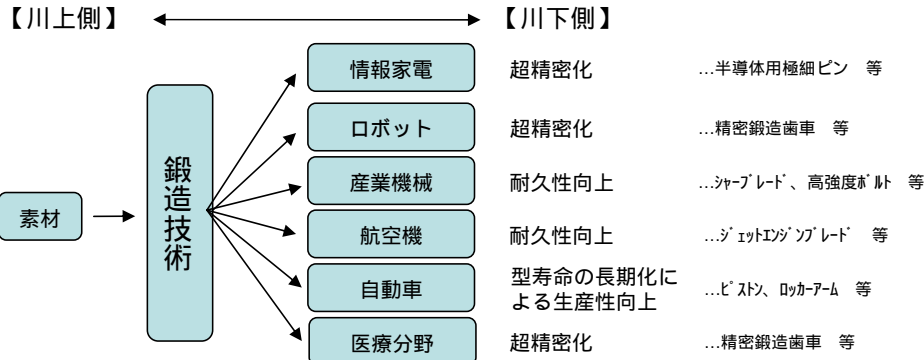 【川上側】 【川下側】
素材
鍛造技術
情報家電 超精密化 …半導体用極細ピン 等
ロボット 超精密化 …精密鍛造歯車 等
産業機械 耐久性向上 …ｼｬｰﾌﾞﾚｰﾄﾞ、高強度ﾎﾞﾙﾄ 等
航空機 耐久性向上 …ｼﾞｪｯﾄｴﾝｼﾞﾝﾌﾞﾚｰﾄﾞ 等
自動車 型寿命の長期化に
よる生産性向上 …ﾋﾟｽﾄﾝ、ﾛｯｶｰｱｰﾑ 等
医療分野 超精密化 …精密鍛造歯車 等